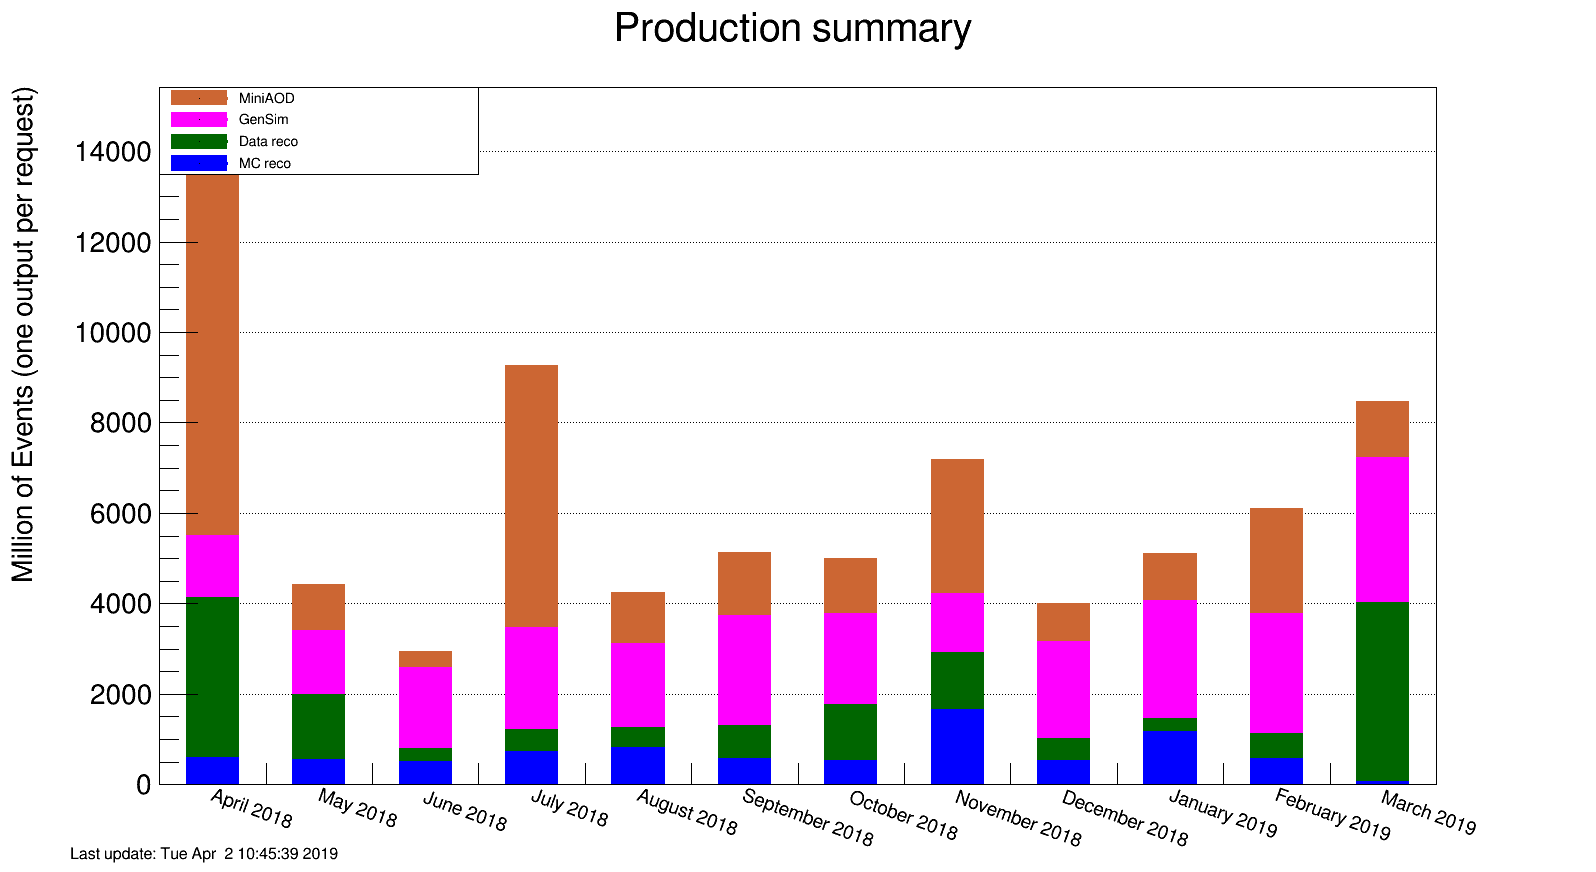 Production summary
Million of Events (one output per request)
MiniAOD
GenSim
Data reco
MC reco
14000
12000
10000
8000
6000
4000
2000
0
April 2018
May 2018
June 2018
July 2018
August 2018
September 2018
October 2018
November 2018
December 2018
January 2019
February 2019
March 2019
Last update: Tue Apr  2 10:45:39 2019